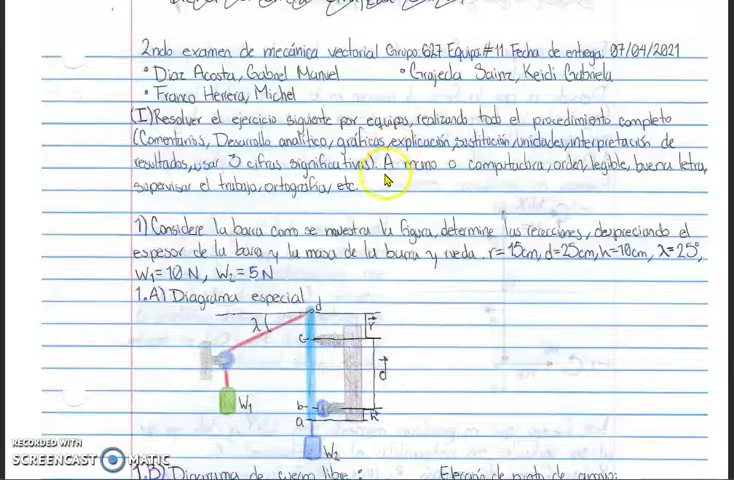 2ndo examen de mecánica vectorial Grupo: 627 Equipo: #11 Fecha de entrega: 07/04/2021
• Diaz Acosta, Gabriel Manuel • Grajeda Sainz, Keidi Gabriela
• Franco Herrera, Michel
(I) Resolver el ejercicio siguiente por equipos, realizando todo el procedimiento completo
(Comentarios, Desarrollo analítico, gráficos, explicación, sustitución, unidades, interpretación de
resultados, usar 3 cifras significativas). A mano o computadora, orden, legible, buena letra,
supervisar el trabajo, ortografía, etc.
1) Considere la barra como se muestra la figura, determine las reacciones, despreciando el
espesor de la barra y la masa de la barra y rueda. r=15cm, d=25cm, h=10cm, λ=25°,
W1=10N, W2=5N
1.A) Diagrama especial
d
λ
r
c
d
W1
b
a
h
W2
RECORDED WITH
SCREENCAST MATIC
1.B) Diagrama de cuerpo libre: Elección de punto de